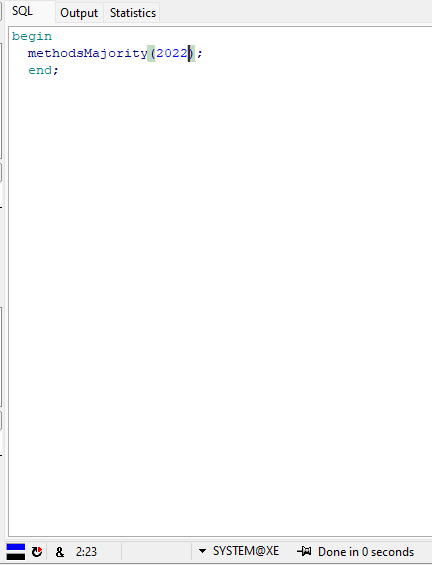 SQL Output Statistics
begin
methodsMajority(2022);
end;
& 2:23 SYSTEM@XE Done in 0 seconds